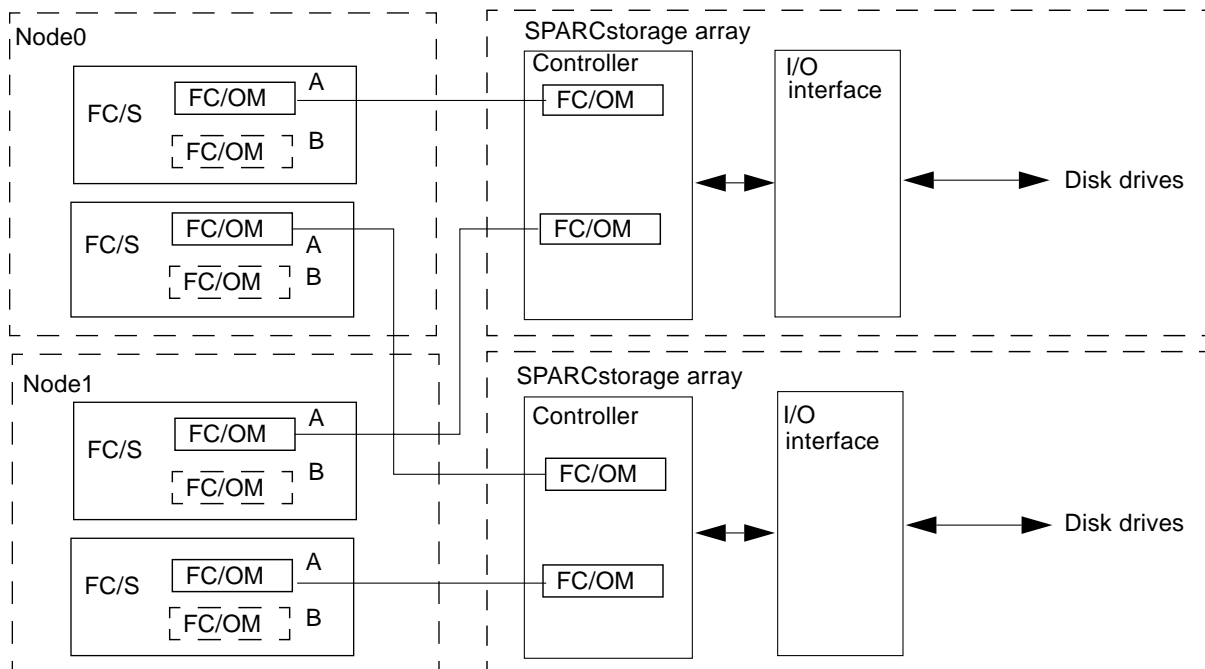 Node0
FC/S
FC/OM
A
FC/OM
B
FC/S
FC/OM
A
FC/OM
B
SPARCstorage array
Controller
FC/OM
FC/OM
I/O
interface
Disk drives
Node1
FC/S
FC/OM
A
FC/OM
B
FC/S
FC/OM
A
FC/OM
B
SPARCstorage array
Controller
FC/OM
FC/OM
I/O
interface
Disk drives